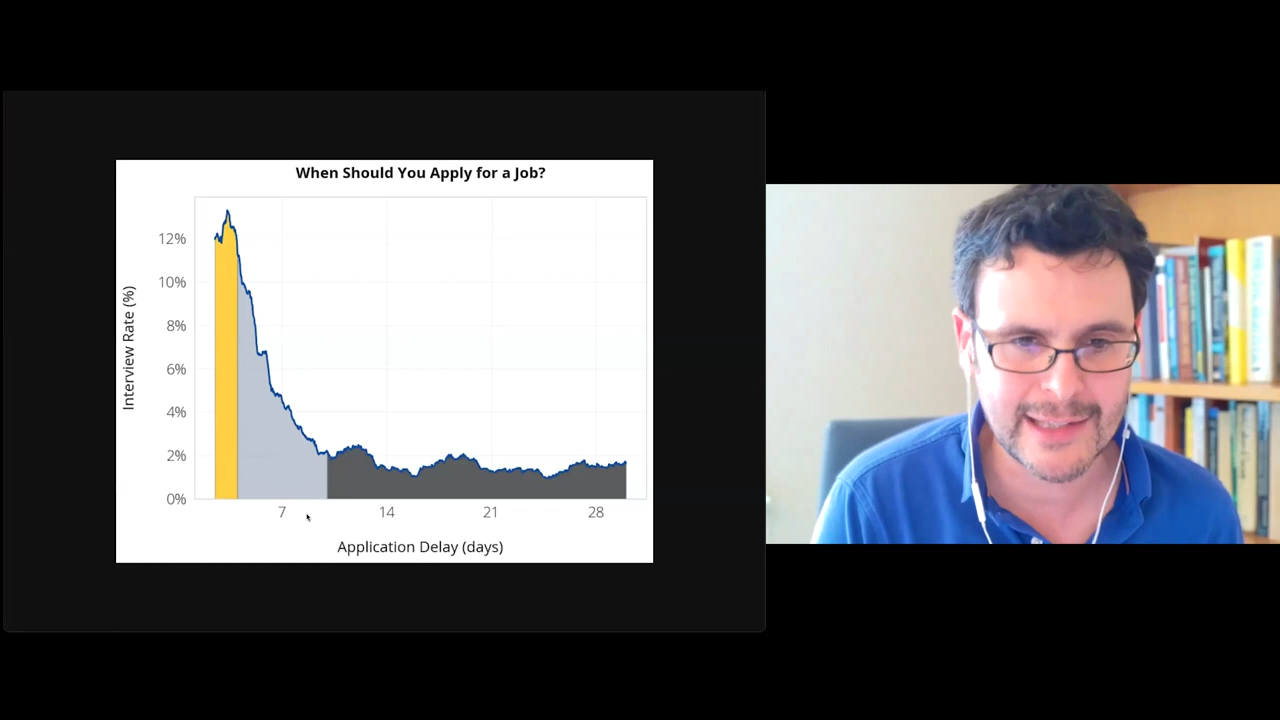 When Should You Apply for a Job?
12%
10%
8%
6%
4%
2%
0%
Interview Rate (%)
7 14 21 28
Application Delay (days)